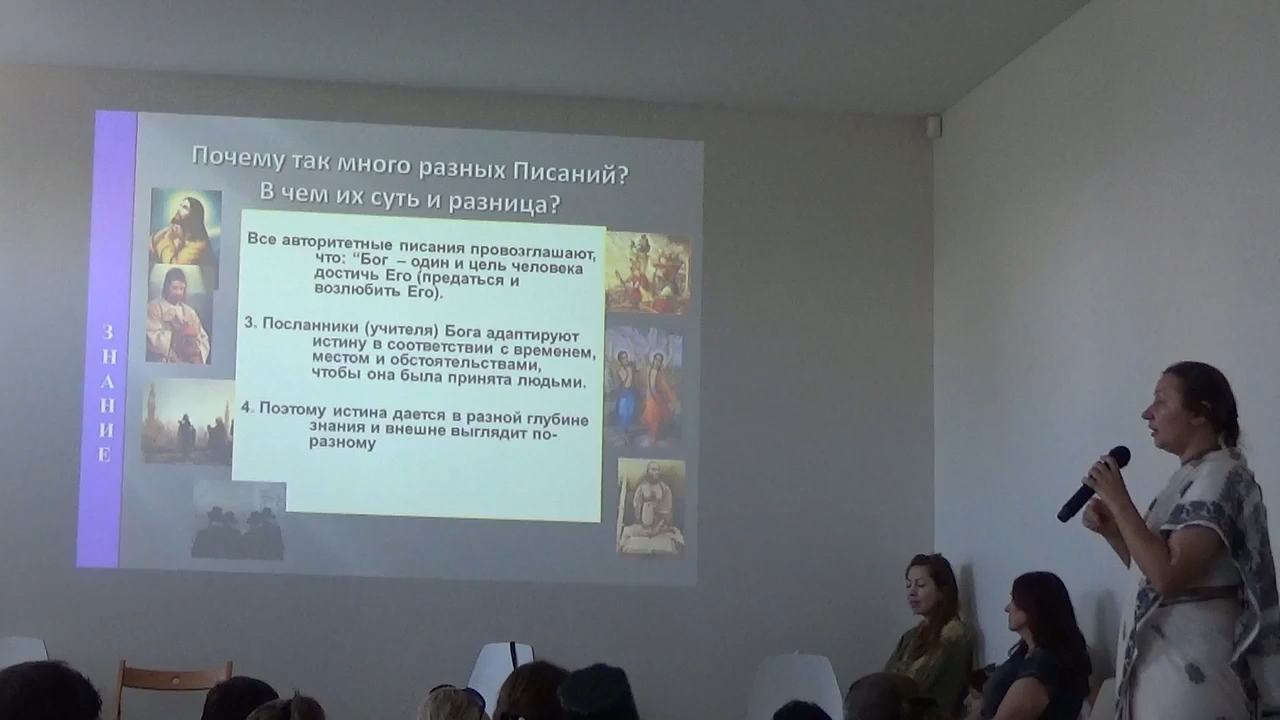 Почему так много разных Писаний?
В чем их суть и разница?
Все авторитетные писания провозглашают,
что: “Бог – один и цель человека
достичь Его (предаться и
возлюбить Его).
3. Посланники (учителя) Бога адаптируют
истину в соответствии с временем,
местом и обстоятельствами,
чтобы она была принята людьми.
4. Поэтому истина дается в разной глубине
знания и внешне выглядит по-
разному
ЗНАНИЕ